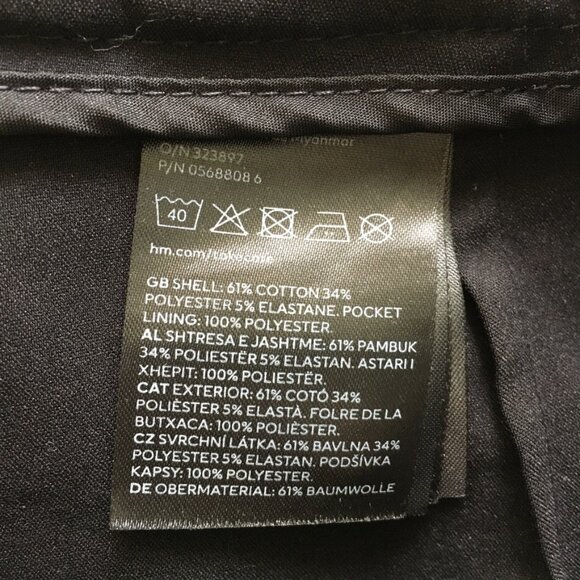 Myanmar
O/N 323897
P/N 0568808 6
40
hm.com/takecare
GB SHELL: 61% COTTON 34%
POLYESTER 5% ELASTANE. POCKET
LINING: 100% POLYESTER.
AL SHTRESA E JASHTME: 61% PAMBUK
34% POLIESTËR 5% ELASTAN. ASTARI I
XHEPIT: 100% POLIESTËR.
CAT EXTERIOR: 61% COTÓ 34%
POLIÈSTER 5% ELASTÀ. FOLRE DE LA
BUTXACA: 100% POLIÈSTER.
CZ SVRCHNÍ LÁTKA: 61% BAVLNA 34%
POLYESTER 5% ELASTAN. PODŠÍVKA
KAPSY: 100% POLYESTER.
DE OBERMATERIAL: 61% BAUMWOLLE